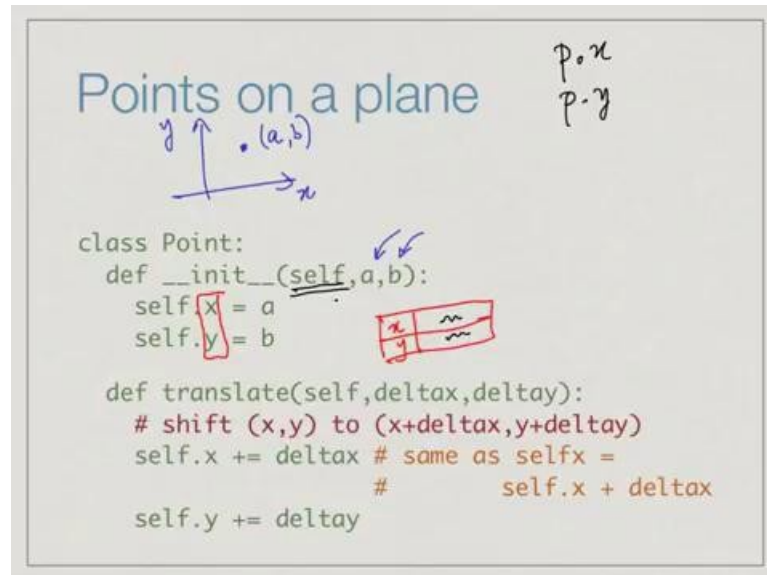 Points on a plane
p.x
p.y
y
.(a,b)
x
class Point:
def __init__(self,a,b):
self.x = a
self.y = b
x
y
def translate(self,deltax,deltay):
# shift (x,y) to (x+deltax,y+deltay)
self.x += deltax # same as selfx =
# self.x + deltax
self.y += deltay